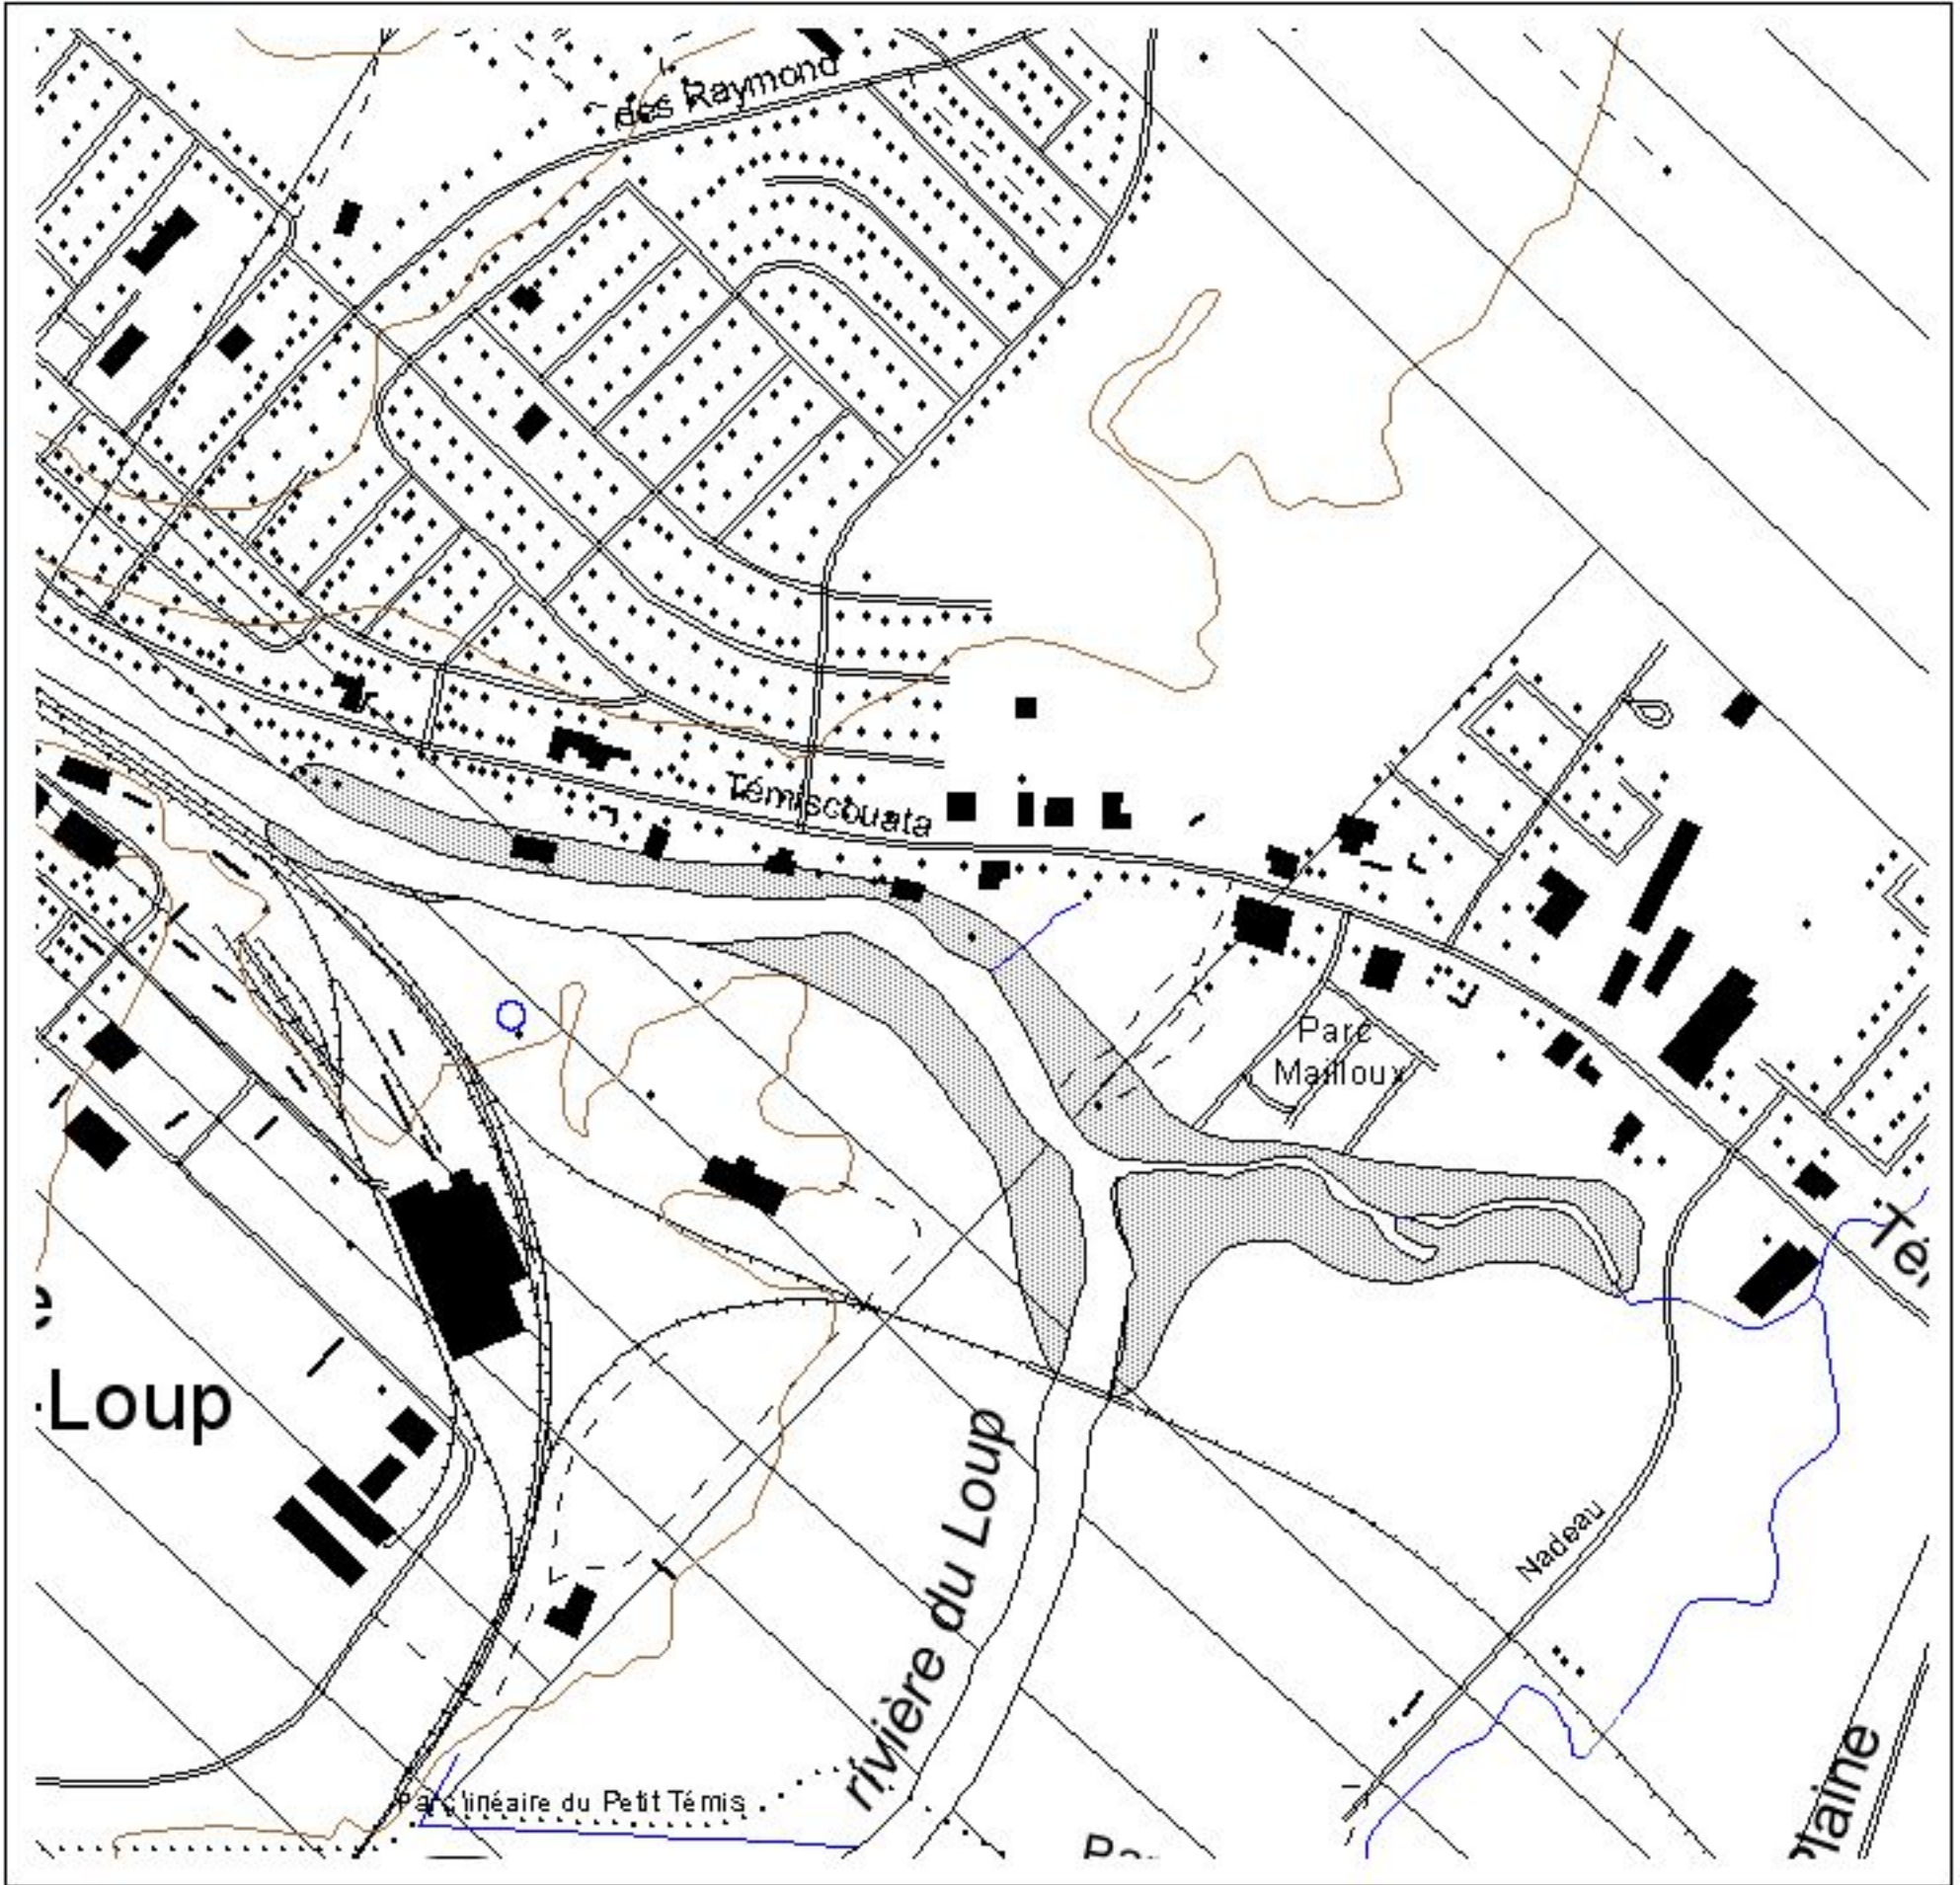 des Raymond
Témiscouata
Parc
Mailloux
Loup
rivière du Loup
Nadeau
Parc linéaire du Petit Témis